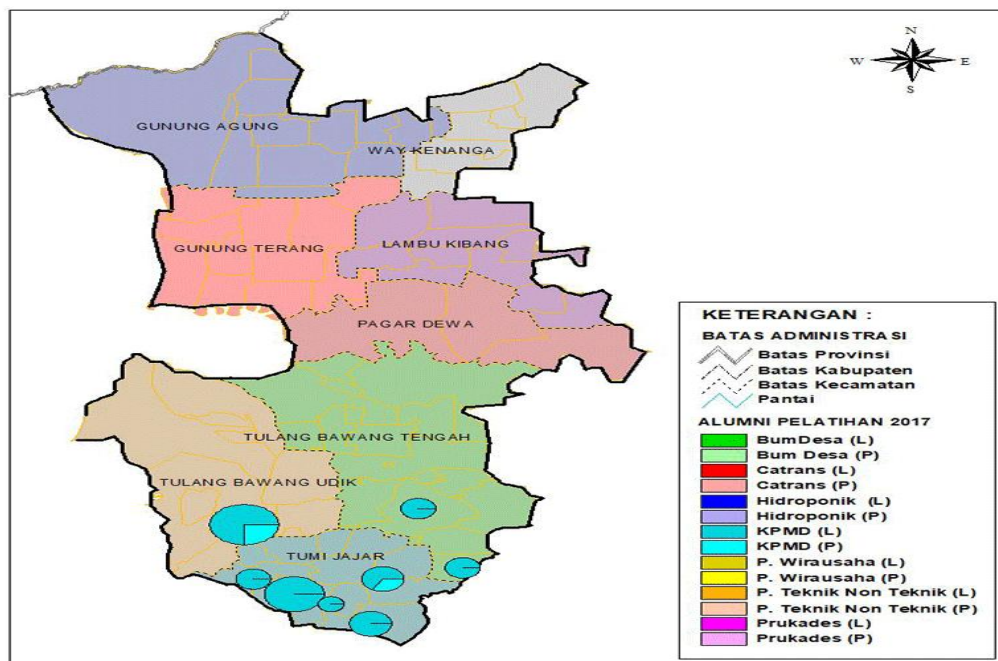 N
W E
S
GUNUNG AGUNG
WAY KENANGA
GUNUNG TERANG
LAMBU KIBANG
PAGAR DEWA
TULANG BAWANG TENGAH
TULANG BAWANG UDIK
TUMI JAJAR
KETERANGAN :
BATAS ADMINISTRASI
Batas Provinsi
Batas Kabupaten
Batas Kecamatan
Pantai
ALUMNI PELATIHAN 2017
BumDesa (L)
Bum Desa (P)
Catrans (L)
Catrans (P)
Hidroponik (L)
Hidroponik (P)
KPMD (L)
KPMD (P)
P. Wirausaha (L)
P. Wirausaha (P)
P. Teknik Non Teknik (L)
P. Teknik Non Teknik (P)
Prukades (L)
Prukades (P)